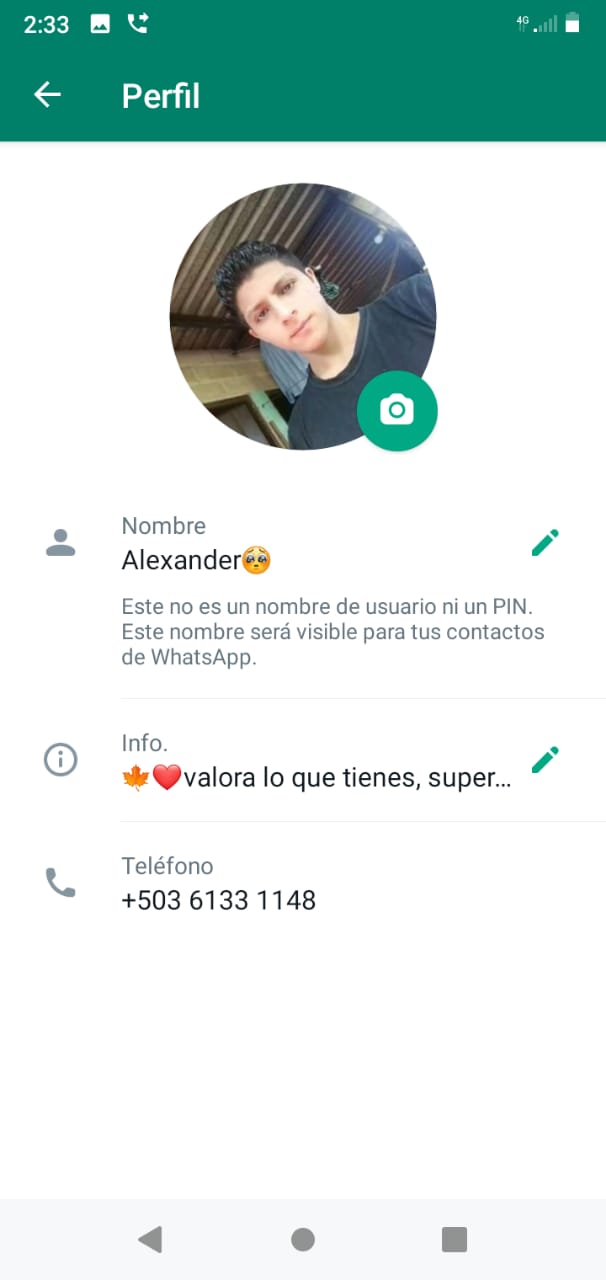 2:33
4G
Perfil
Nombre
Alexander🥺
Este no es un nombre de usuario ni un PIN.
Este nombre será visible para tus contactos
de WhatsApp.
Info.
🍁❤️valora lo que tienes, super...
Teléfono
+503 6133 1148